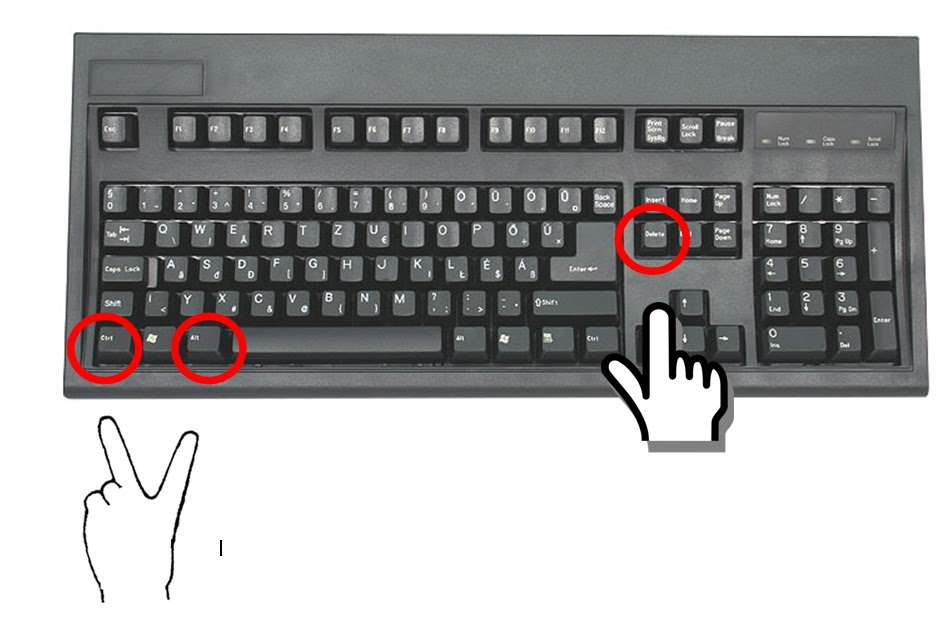 Esc F1 F2 F3 F4 F5 F6 F7 F8 F9 F10 F11 F12 Print Scrn SysRq Scroll Lock Pause Break Num Lock Caps Lock Scroll Lock
§ 0 ' 1 " 2 + 3 ! 4 % 5 / 6 = 7 ( 8 ) 9 Ö Ü Ó Ű Back Space Insert Home Page Up Num Lock / * -
Tab Q \ W E R T Z U € I O P Ő Ú Delete Page Down 7 Home 8 ↑ 9 Pg Up +
Caps Lock A S D F [ G ] H J K L É $ Á Enter 4 ← 5 6 →
Shift Í < Y X # C & V @ B { N } M ? , : . - ⇧Shift ↑ 1 End 2 ↓ 3 Pg Dn Enter
Ctrl Alt Alt Ctrl ↓ → 0 Ins . Del